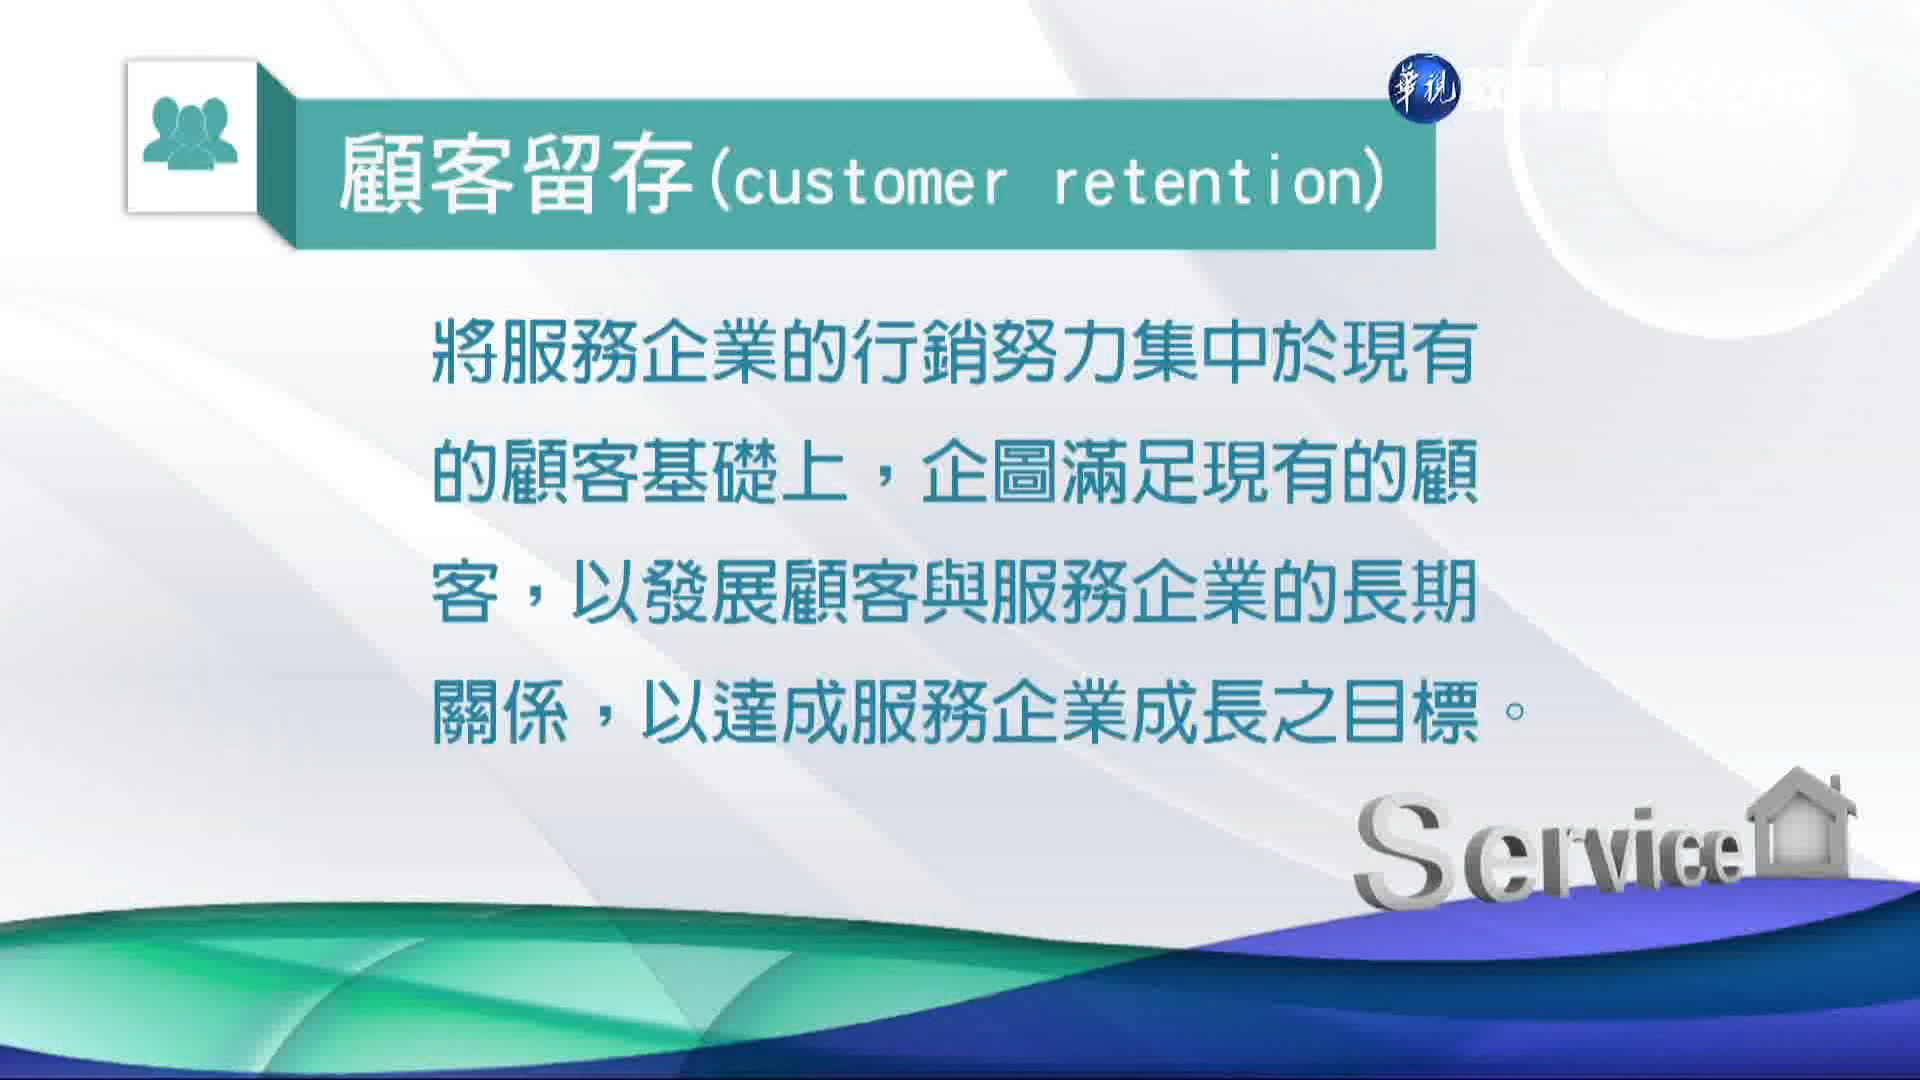 華視
顧客留存(customer retention)
將服務企業的行銷努力集中於現有
的顧客基礎上，企圖滿足現有的顧
客，以發展顧客與服務企業的長期
關係，以達成服務企業成長之目標。
Service